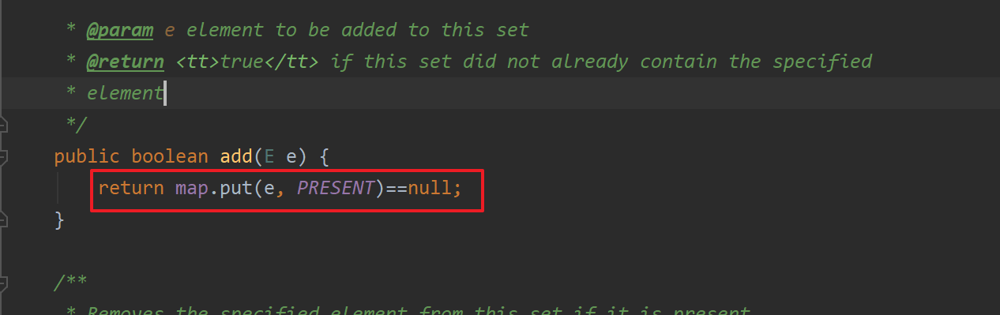 * @param e element to be added to this set
* @return <tt>true</tt> if this set did not already contain the specified
* element
*/
public boolean add(E e) {
return map.put(e, PRESENT)==null;
}
/**
* Removes the specified element from this set if it is present